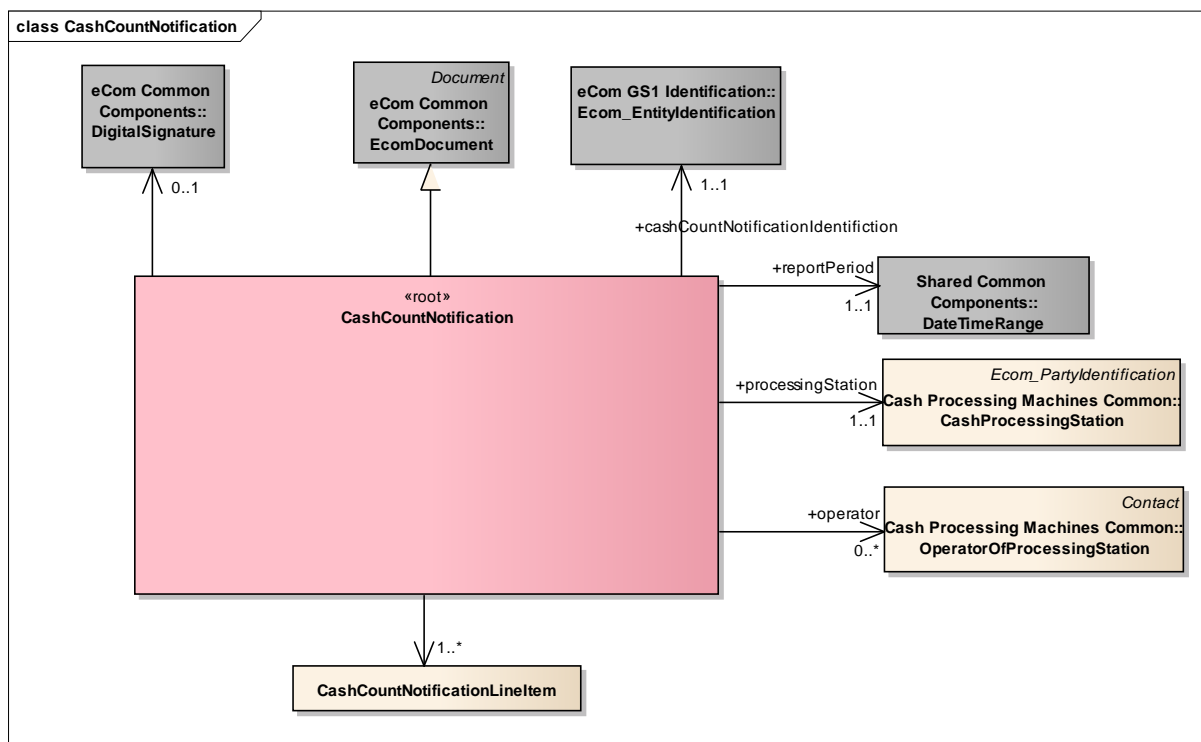 class CashCountNotification
eCom Common
Components::
DigitalSignature
Document
eCom Common
Components::
EcomDocument
eCom GS1 Identification::
Ecom_EntityIdentification
0..1
1..1
+cashCountNotificationIdentifiction
«root»
CashCountNotification
+reportPeriod
1..1
Shared Common
Components::
DateTimeRange
+processingStation
1..1
Ecom_PartyIdentification
Cash Processing Machines Common::
CashProcessingStation
+operator
0..*
Contact
Cash Processing Machines Common::
OperatorOfProcessingStation
1..*
CashCountNotificationLineItem